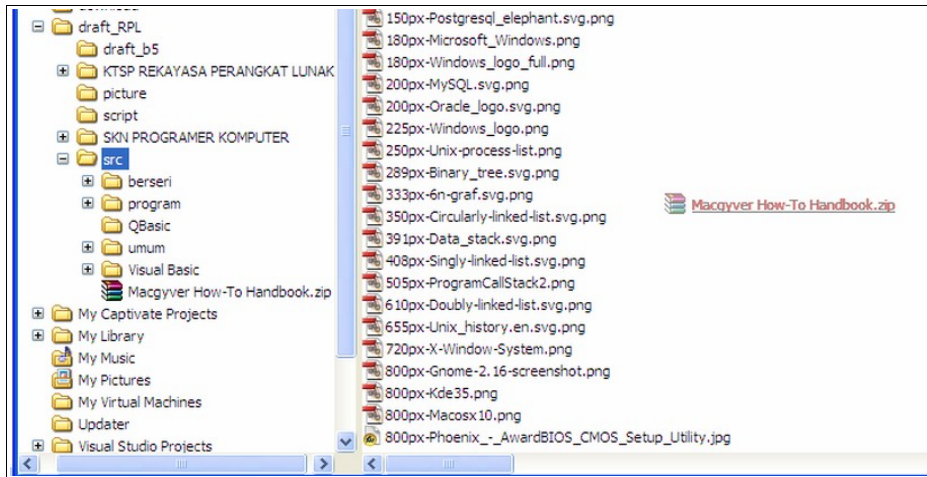 draft_RPL
draft_b5
KTSP REKAYASA PERANGKAT LUNAK
picture
script
SKN PROGRAMER KOMPUTER
src
berseri
program
QBasic
umum
Visual Basic
Macgyver How-To Handbook.zip
My Captivate Projects
My Library
My Music
My Pictures
My Virtual Machines
Updater
Visual Studio Projects
150px-Postgresql_elephant.svg.png
180px-Microsoft_Windows.png
180px-Windows_logo_full.png
200px-MySQL.svg.png
200px-Oracle_logo.svg.png
225px-Windows_logo.png
250px-Unix-process-list.png
289px-Binary_tree.svg.png
333px-6n-graf.svg.png
350px-Circularly-linked-list.svg.png
391px-Data_stack.svg.png
408px-Singly-linked-list.svg.png
505px-ProgramCallStack2.png
610px-Doubly-linked-list.svg.png
655px-Unix_history.en.svg.png
720px-X-Window-System.png
800px-Gnome-2.16-screenshot.png
800px-Kde35.png
800px-Macosx10.png
800px-Phoenix_-_AwardBIOS_CMOS_Setup_Utility.jpg
Macgyver How-To Handbook.zip